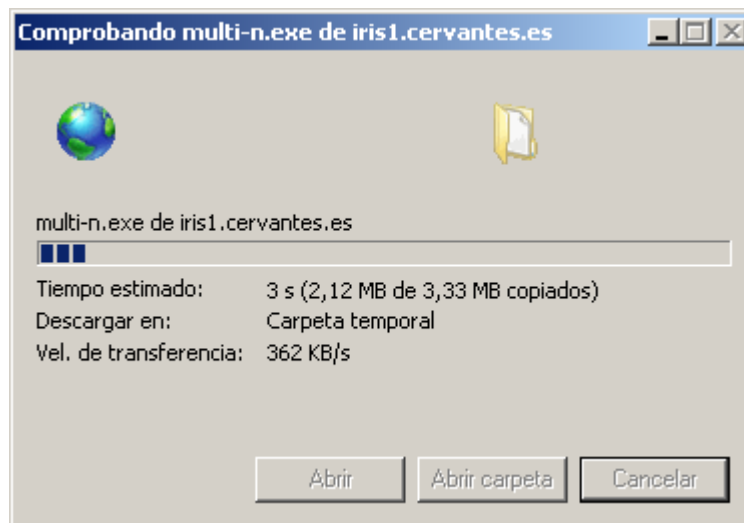 Comprobando multi-n.exe de iris1.cervantes.es
multi-n.exe de iris1.cervantes.es
Tiempo estimado: 3 s (2,12 MB de 3,33 MB copiados)
Descargar en: Carpeta temporal
Vel. de transferencia: 362 KB/s
Abrir Abrir carpeta Cancelar